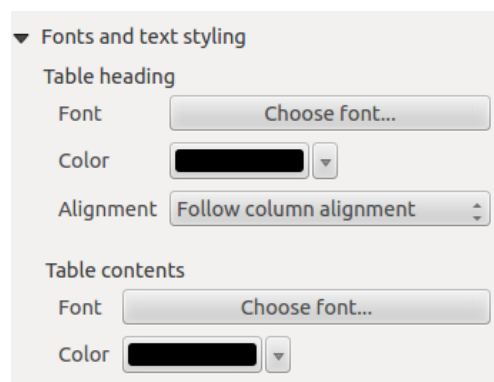 Fonts and text styling
Table heading
Font Choose font...
Color
Alignment Follow column alignment
Table contents
Font Choose font...
Color